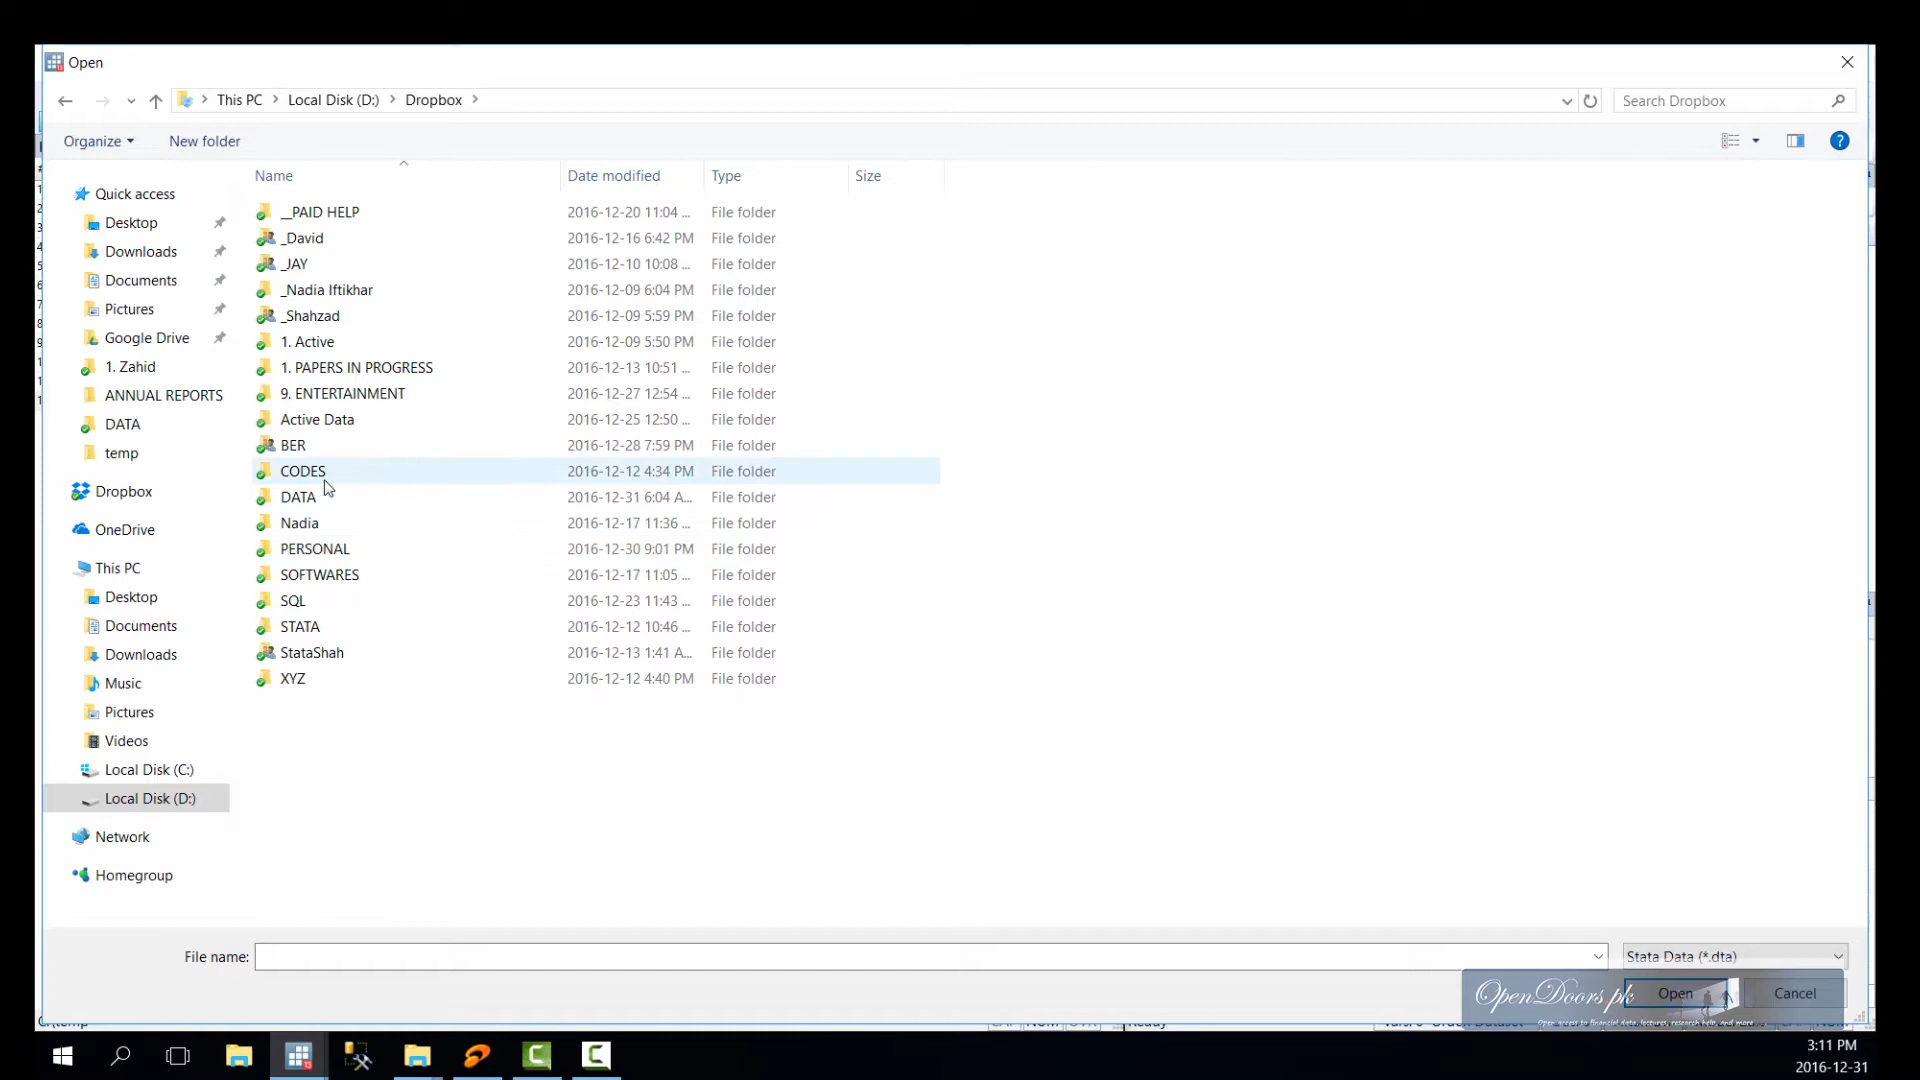 Open
This PC > Local Disk (D:) > Dropbox >
Search Dropbox
Organize
New folder
Name
Date modified
Type
Size
Quick access
Desktop
Downloads
Documents
Pictures
Google Drive
1. Zahid
ANNUAL REPORTS
DATA
temp
Dropbox
OneDrive
This PC
Desktop
Documents
Downloads
Music
Pictures
Videos
Local Disk (C:)
Local Disk (D:)
Network
Homegroup
__PAID HELP 2016-12-20 11:04 ... File folder
_David 2016-12-16 6:42 PM File folder
_JAY 2016-12-10 10:08 ... File folder
_Nadia Iftikhar 2016-12-09 6:04 PM File folder
_Shahzad 2016-12-09 5:59 PM File folder
1. Active 2016-12-09 5:50 PM File folder
1. PAPERS IN PROGRESS 2016-12-13 10:51 ... File folder
9. ENTERTAINMENT 2016-12-27 12:54 ... File folder
Active Data 2016-12-25 12:50 ... File folder
BER 2016-12-28 7:59 PM File folder
CODES 2016-12-12 4:34 PM File folder
DATA 2016-12-31 6:04 A... File folder
Nadia 2016-12-17 11:36 ... File folder
PERSONAL 2016-12-30 9:01 PM File folder
SOFTWARES 2016-12-17 11:05 ... File folder
SQL 2016-12-23 11:43 ... File folder
STATA 2016-12-12 10:46 ... File folder
StataShah 2016-12-13 1:41 A... File folder
XYZ 2016-12-12 4:40 PM File folder
File name:
Stata Data (*.dta)
Open
Cancel
OpenDoors.pk
Open access to financial data, lectures, research help, and more
3:11 PM
2016-12-31